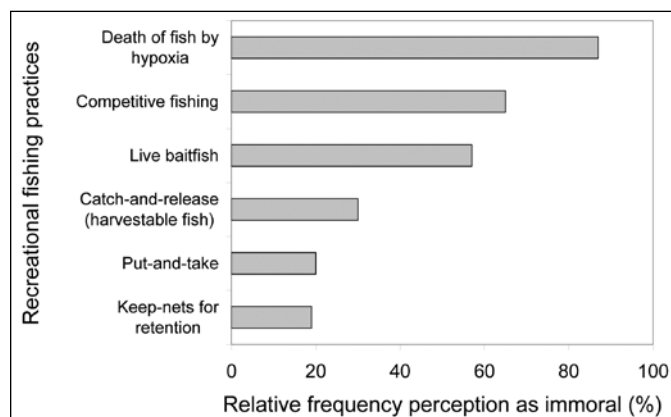 Recreational fishing practices
Death of fish by
hypoxia
Competitive fishing
Live baitfish
Catch-and-release
(harvestable fish)
Put-and-take
Keep-nets for
retention
0 20 40 60 80 100
Relative frequency perception as immoral (%)